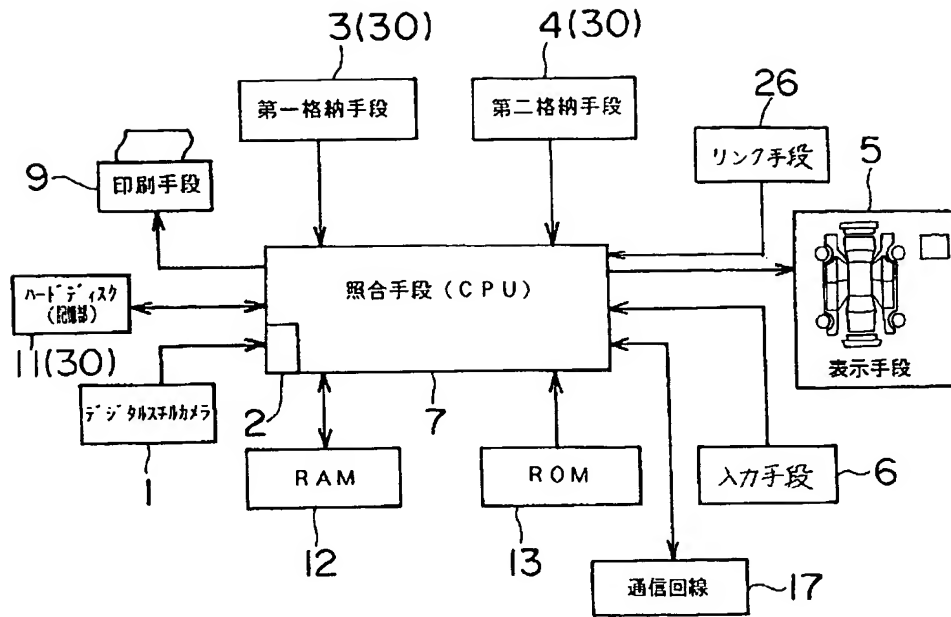 3(30)
4(30)
第一格納手段
第二格納手段
26
リンク手段
5
9
印刷手段
照合手段(CPU)
ハードディスク
(記憶部)
11(30)
表示手段
デジタルスチルカメラ
2
7
入力手段
6
1
RAM
ROM
12
13
通信回線
17